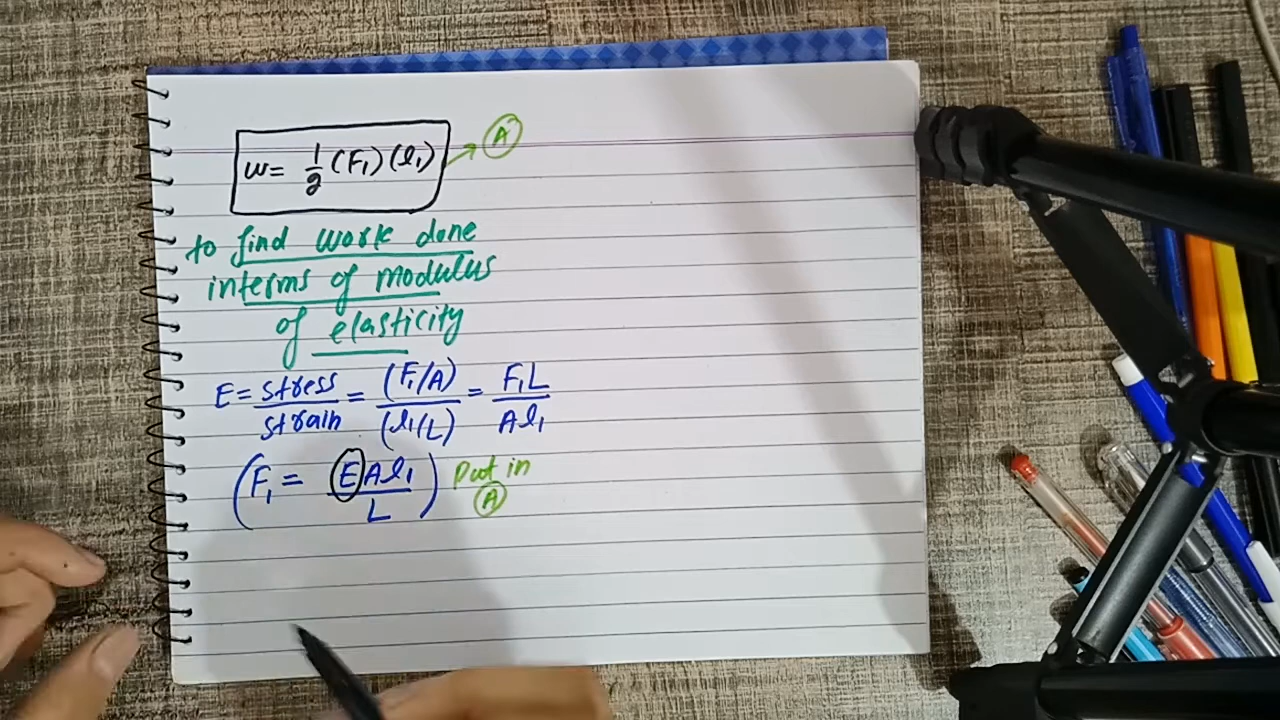 W = 1/2 (F₁)(l₁) → A
to find work done
interms of modulus
of elasticity
E = stress/strain = (F₁/A)/(l₁/L) = F₁L/Al₁
(F₁ = EAl₁/L) Put in A